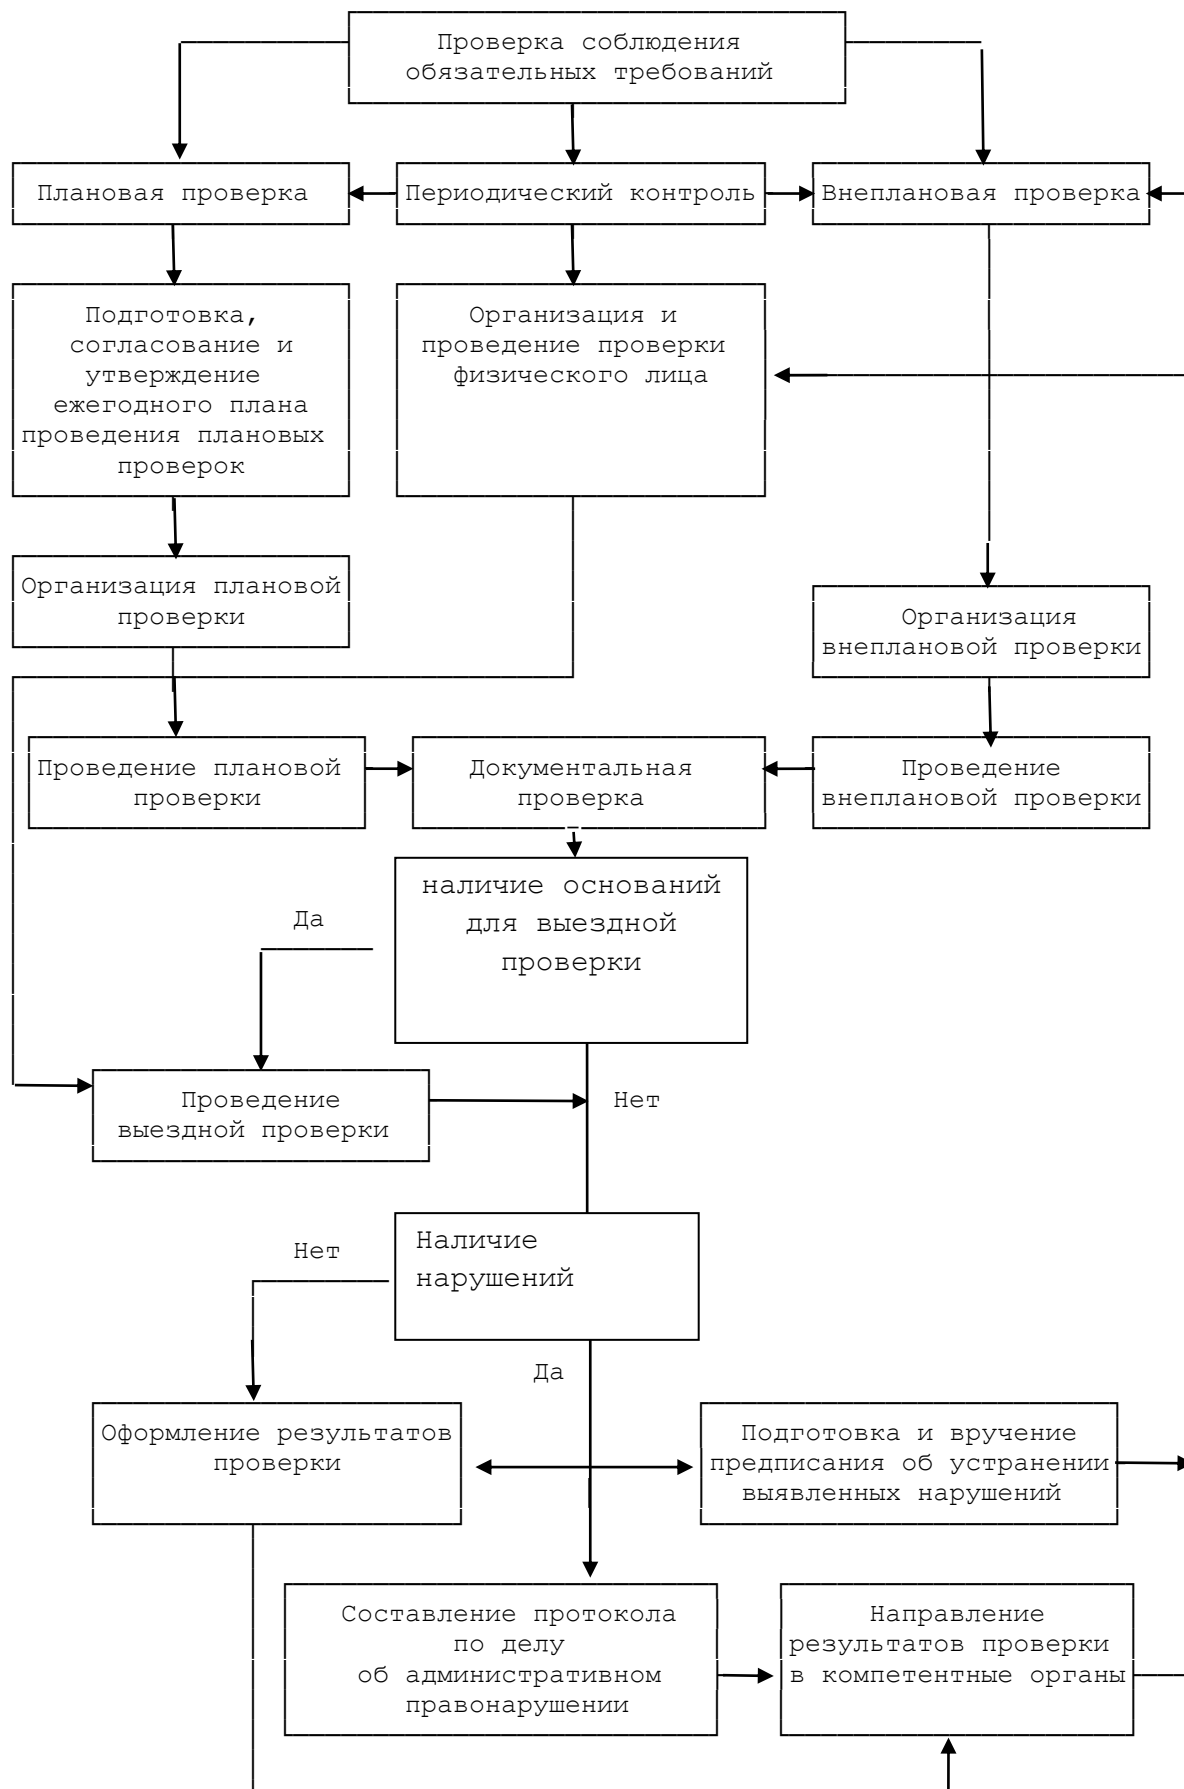 Проверка соблюдения
обязательных требований
Плановая проверка
Периодический контроль
Внеплановая проверка
Подготовка,
согласование и
утверждение
ежегодного плана
проведения плановых
проверок
Организация и
проведение проверки
физического лица
Организация плановой
проверки
Организация
внеплановой проверки
Проведение плановой
проверки
Документальная
проверка
Проведение
внеплановой проверки
наличие оснований
для выездной
проверки
Да
Проведение
выездной проверки
Нет
Наличие
нарушений
Нет
Да
Оформление результатов
проверки
Подготовка и вручение
предписания об устранении
выявленных нарушений
Составление протокола
по делу
об административном
правонарушении
Направление
результатов проверки
в компетентные органы